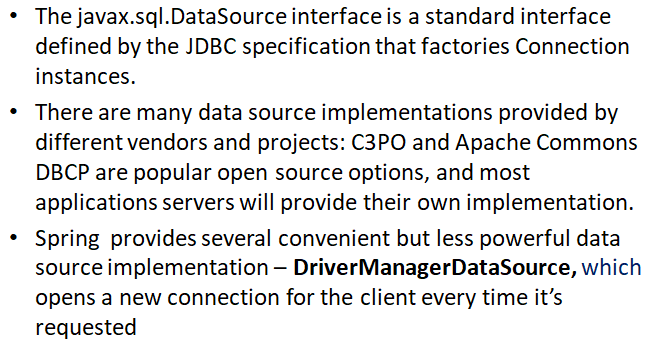 • The javax.sql.DataSource interface is a standard interface
defined by the JDBC specification that factories Connection
instances.
• There are many data source implementations provided by
different vendors and projects: C3PO and Apache Commons
DBCP are popular open source options, and most
applications servers will provide their own implementation.
• Spring  provides several convenient but less powerful data
source implementation – DriverManagerDataSource, which
opens a new connection for the client every time it’s
requested